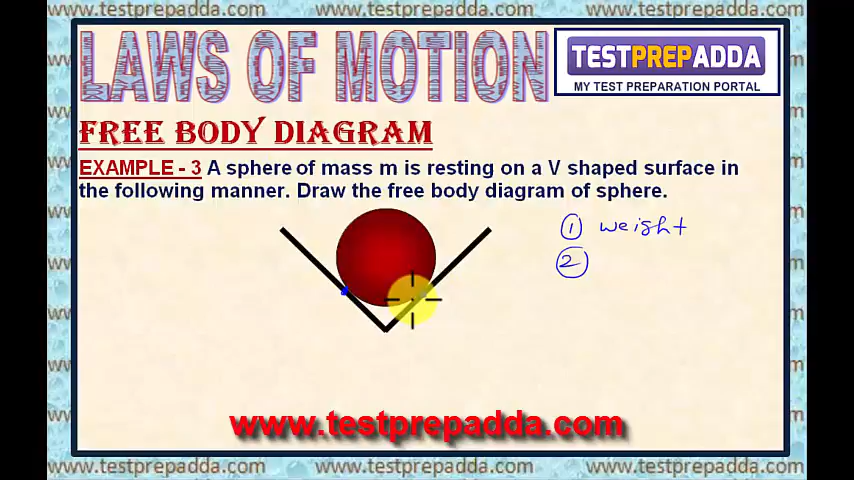 www.testprepadda.com www.testprepadda.com www.testprepadda.com
LAWS OF MOTION
TESTPREPADDA
MY TEST PREPARATION PORTAL
FREE BODY DIAGRAM
EXAMPLE - 3 A sphere of mass m is resting on a V shaped surface in
the following manner. Draw the free body diagram of sphere.
1 weight
2
www.testprepadda.com
www.testprepadda.com www.testprepadda.com www.testprepadda.com